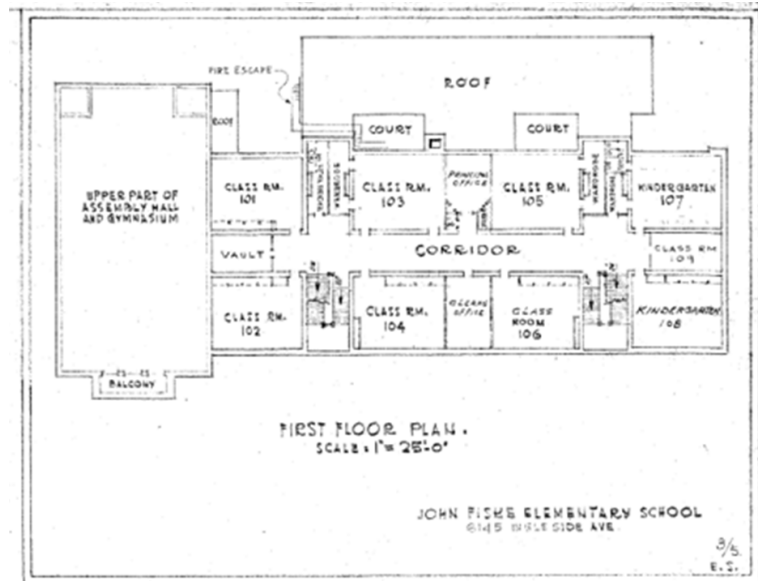 FIRE ESCAPE
ROOF
ROOF
COURT
COURT
UPPER PART OF
ASSEMBLY HALL
AND GYMNASIUM
CLASS RM.
101
WARDROBE
CLASS RM.
103
PRINCIPAL
OFFICE
CLASS RM.
105
WARDROBE
KINDERGARTEN
107
VAULT
CORRIDOR
CLASS RM
109
CLASS RM.
102
CLASS RM.
104
CLERKS
OFFICE
CLASS
ROOM
106
KINDERGARTEN
108
BALCONY
FIRST FLOOR PLAN.
SCALE: 1"= 25'-0"
JOHN FISKE ELEMENTARY SCHOOL
6145 INGLESIDE AVE.
3/5.
E.S.